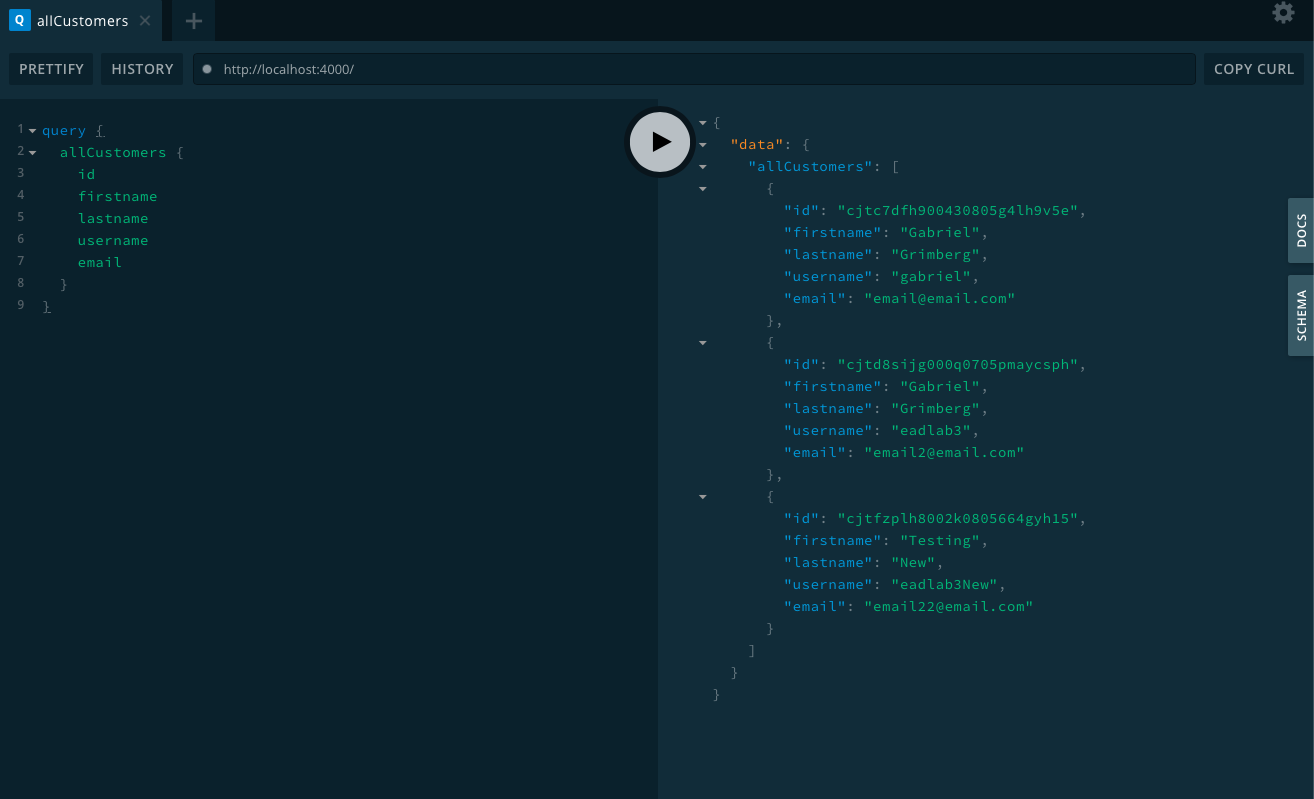 Q allCustomers
PRETTIFY HISTORY http://localhost:4000/ COPY CURL
1 query {
2 allCustomers {
3 id
4 firstname
5 lastname
6 username
7 email
8 }
9 }
{
"data": {
"allCustomers": [
{
"id": "cjtc7dfh900430805g4lh9v5e",
"firstname": "Gabriel",
"lastname": "Grimberg",
"username": "gabriel",
"email": "email@email.com"
},
{
"id": "cjtd8sijg000q0705pmaycsph",
"firstname": "Gabriel",
"lastname": "Grimberg",
"username": "eadlab3",
"email": "email2@email.com"
},
{
"id": "cjtfzplh8002k0805664gyh15",
"firstname": "Testing",
"lastname": "New",
"username": "eadlab3New",
"email": "email22@email.com"
}
]
}
}
DOCS
SCHEMA